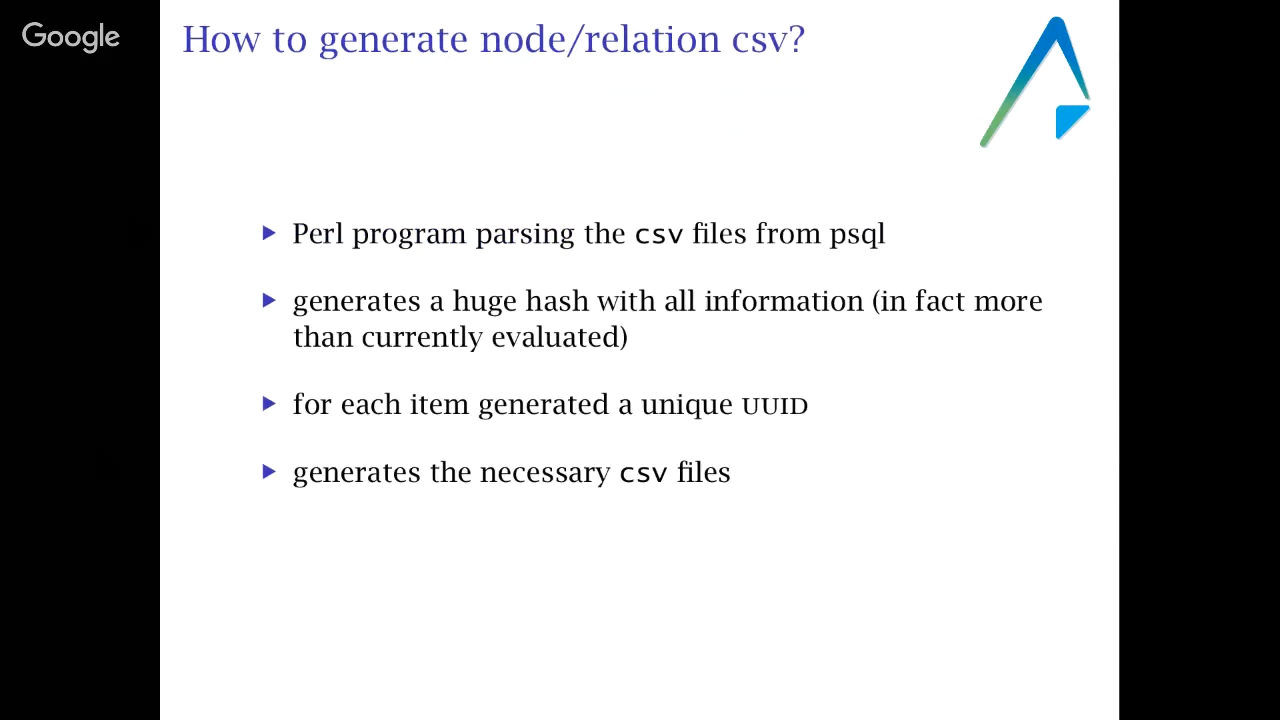 Google
How to generate node/relation csv?
Perl program parsing the csv files from psql
generates a huge hash with all information (in fact more
than currently evaluated)
for each item generated a unique UUID
generates the necessary csv files